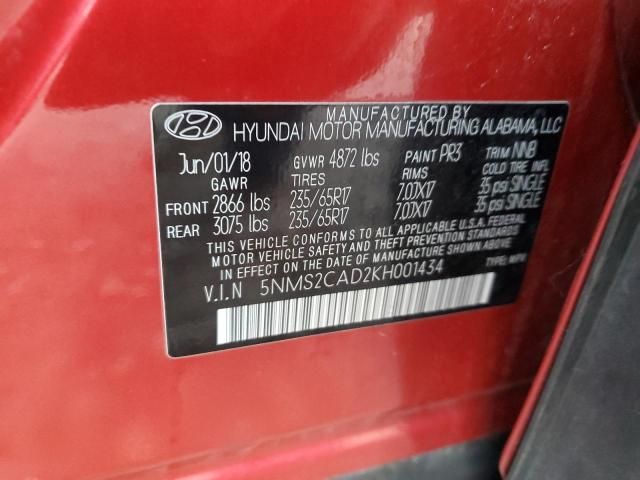 MANUFACTURED BY
HYUNDAI MOTOR MANUFACTURING ALABAMA, LLC
Jun/01/18 GVWR 4872 lbs PAINT PR3 TRIM NNB
GAWR TIRES RIMS COLD TIRE INFL
FRONT 2866 lbs 235/65R17 7.0JX17 35 psi SINGLE
REAR 3075 lbs 235/65R17 7.0JX17 35 psi SINGLE
THIS VEHICLE CONFORMS TO ALL APPLICABLE U.S.A. FEDERAL
MOTOR VEHICLE SAFETY AND THEFT PREVENTION STANDARDS
IN EFFECT ON THE DATE OF MANUFACTURE SHOWN ABOVE
V.I.N 5NMS2CAD2KH001434 TYPE: MPV